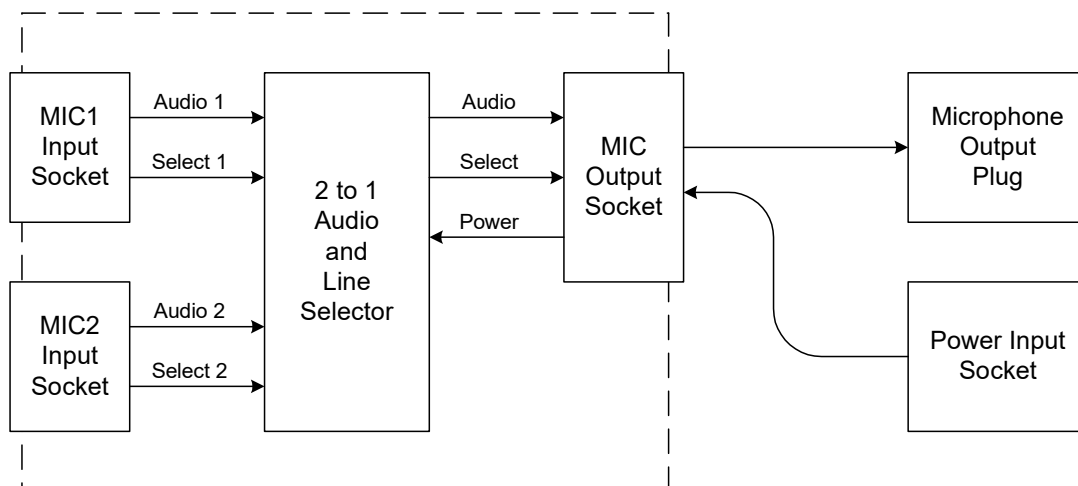 MIC1
Input
Socket
Audio 1
Select 1
MIC2
Input
Socket
Audio 2
Select 2
2 to 1
Audio
and
Line
Selector
Audio
Select
Power
MIC
Output
Socket
Microphone
Output
Plug
Power Input
Socket